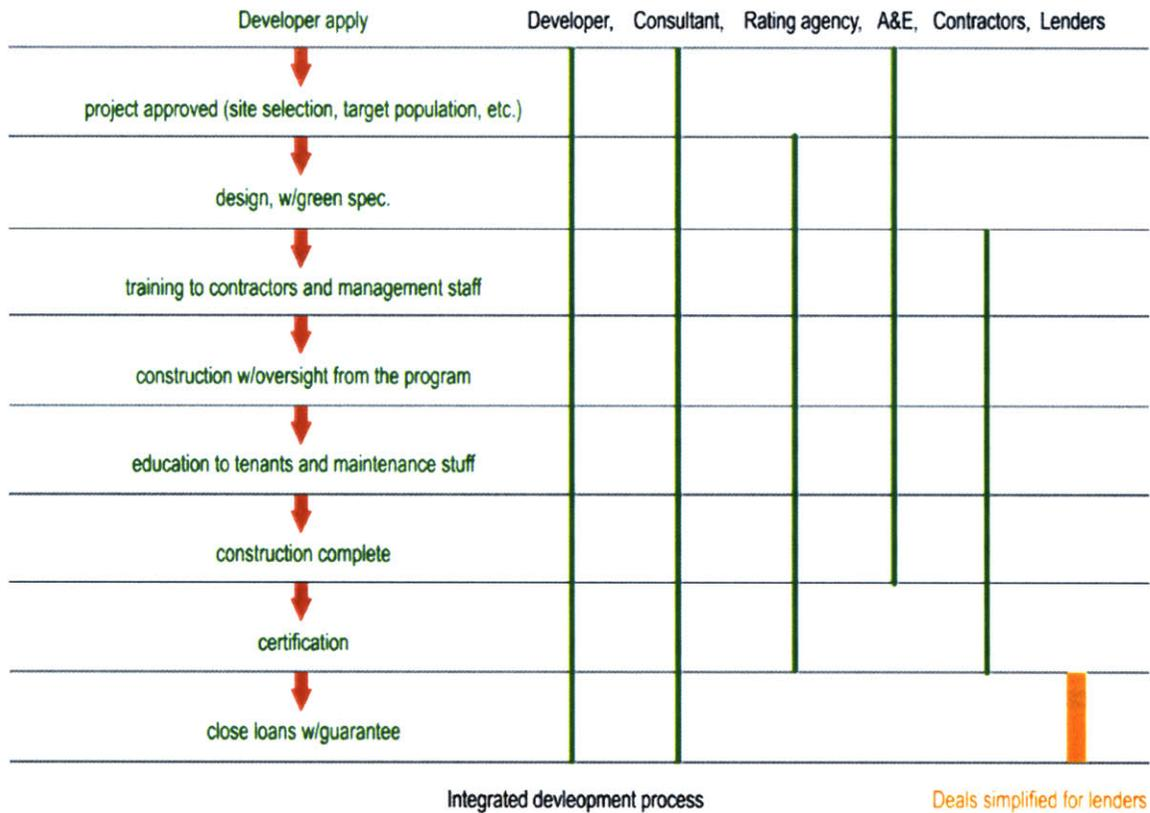 Developer apply
Developer, Consultant, Rating agency, A&E, Contractors, Lenders
project approved (site selection, target population, etc.)
design, w/green spec.
training to contractors and management staff
construction w/oversight from the program
education to tenants and maintenance stuff
construction complete
certification
close loans w/guarantee
Integrated devleopment process
Deals simplified for lenders